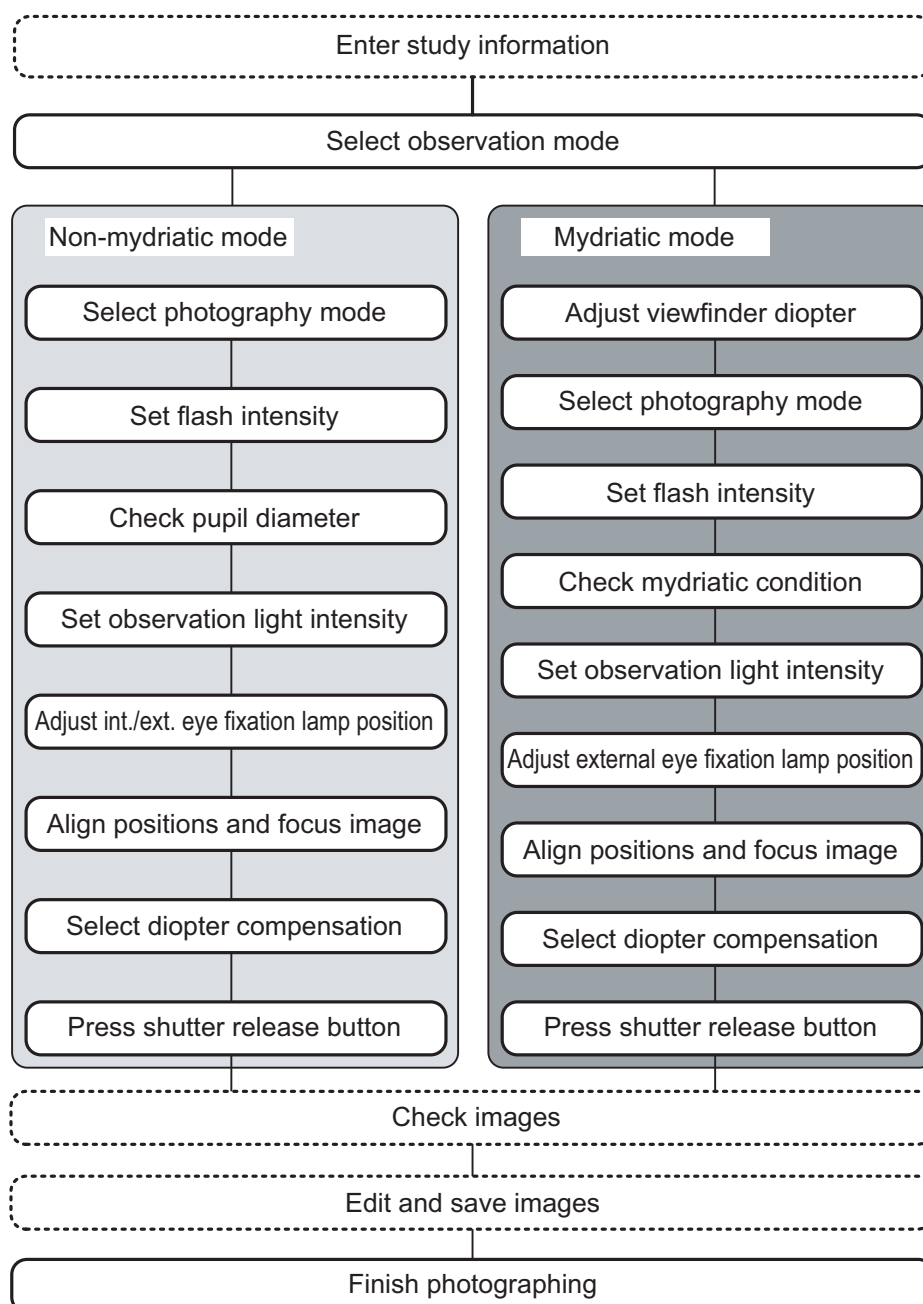 Enter study information
Select observation mode
Non-mydriatic mode
Select photography mode
Set flash intensity
Check pupil diameter
Set observation light intensity
Adjust int./ext. eye fixation lamp position
Align positions and focus image
Select diopter compensation
Press shutter release button
Mydriatic mode
Adjust viewfinder diopter
Select photography mode
Set flash intensity
Check mydriatic condition
Set observation light intensity
Adjust external eye fixation lamp position
Align positions and focus image
Select diopter compensation
Press shutter release button
Check images
Edit and save images
Finish photographing